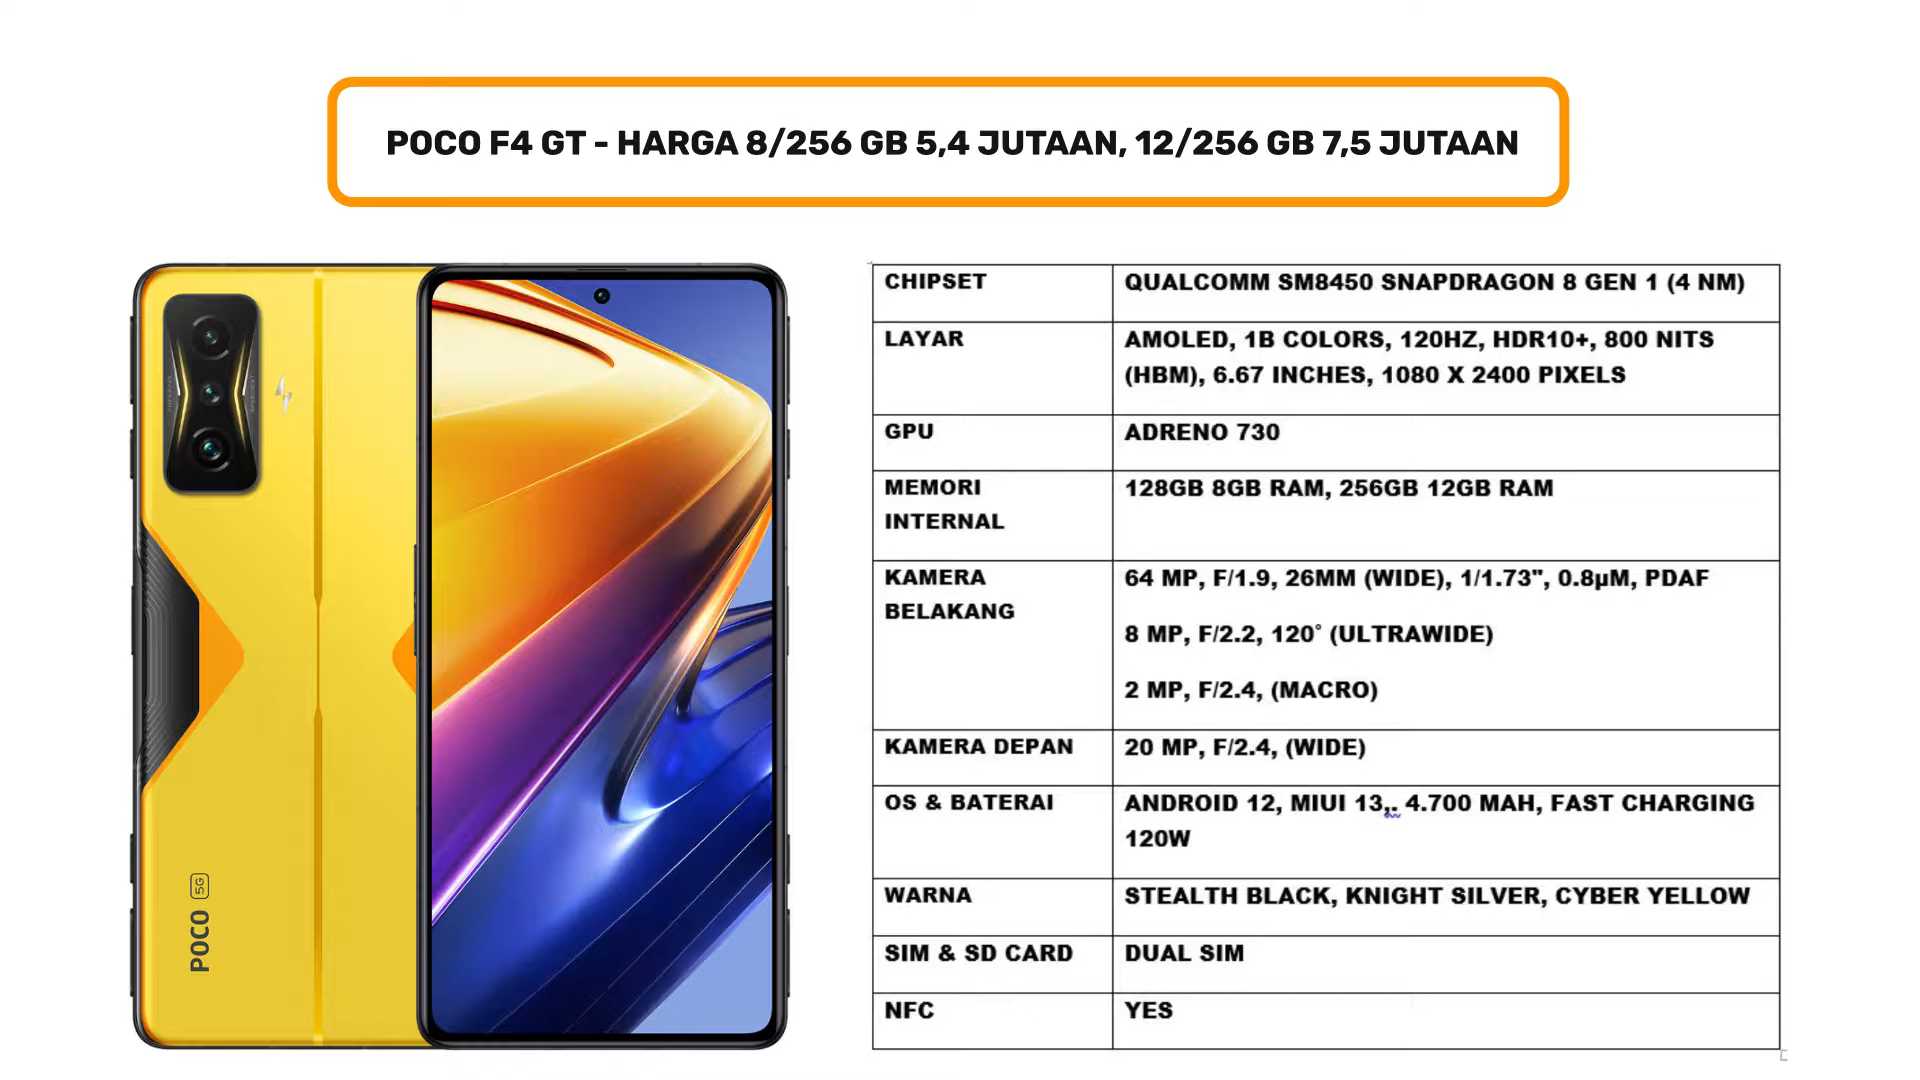 POCO F4 GT - HARGA 8/256 GB 5,4 JUTAAN, 12/256 GB 7,5 JUTAAN
POCO 5G
CHIPSET
QUALCOMM SM8450 SNAPDRAGON 8 GEN 1 (4 NM)
LAYAR
AMOLED, 1B COLORS, 120HZ, HDR10+, 800 NITS
(HBM), 6.67 INCHES, 1080 X 2400 PIXELS
GPU
ADRENO 730
MEMORI
INTERNAL
128GB 8GB RAM, 256GB 12GB RAM
KAMERA
BELAKANG
64 MP, F/1.9, 26MM (WIDE), 1/1.73", 0.8µM, PDAF
8 MP, F/2.2, 120˚ (ULTRAWIDE)
2 MP, F/2.4, (MACRO)
KAMERA DEPAN
20 MP, F/2.4, (WIDE)
OS & BATERAI
ANDROID 12, MIUI 13,. 4.700 MAH, FAST CHARGING
120W
WARNA
STEALTH BLACK, KNIGHT SILVER, CYBER YELLOW
SIM & SD CARD
DUAL SIM
NFC
YES